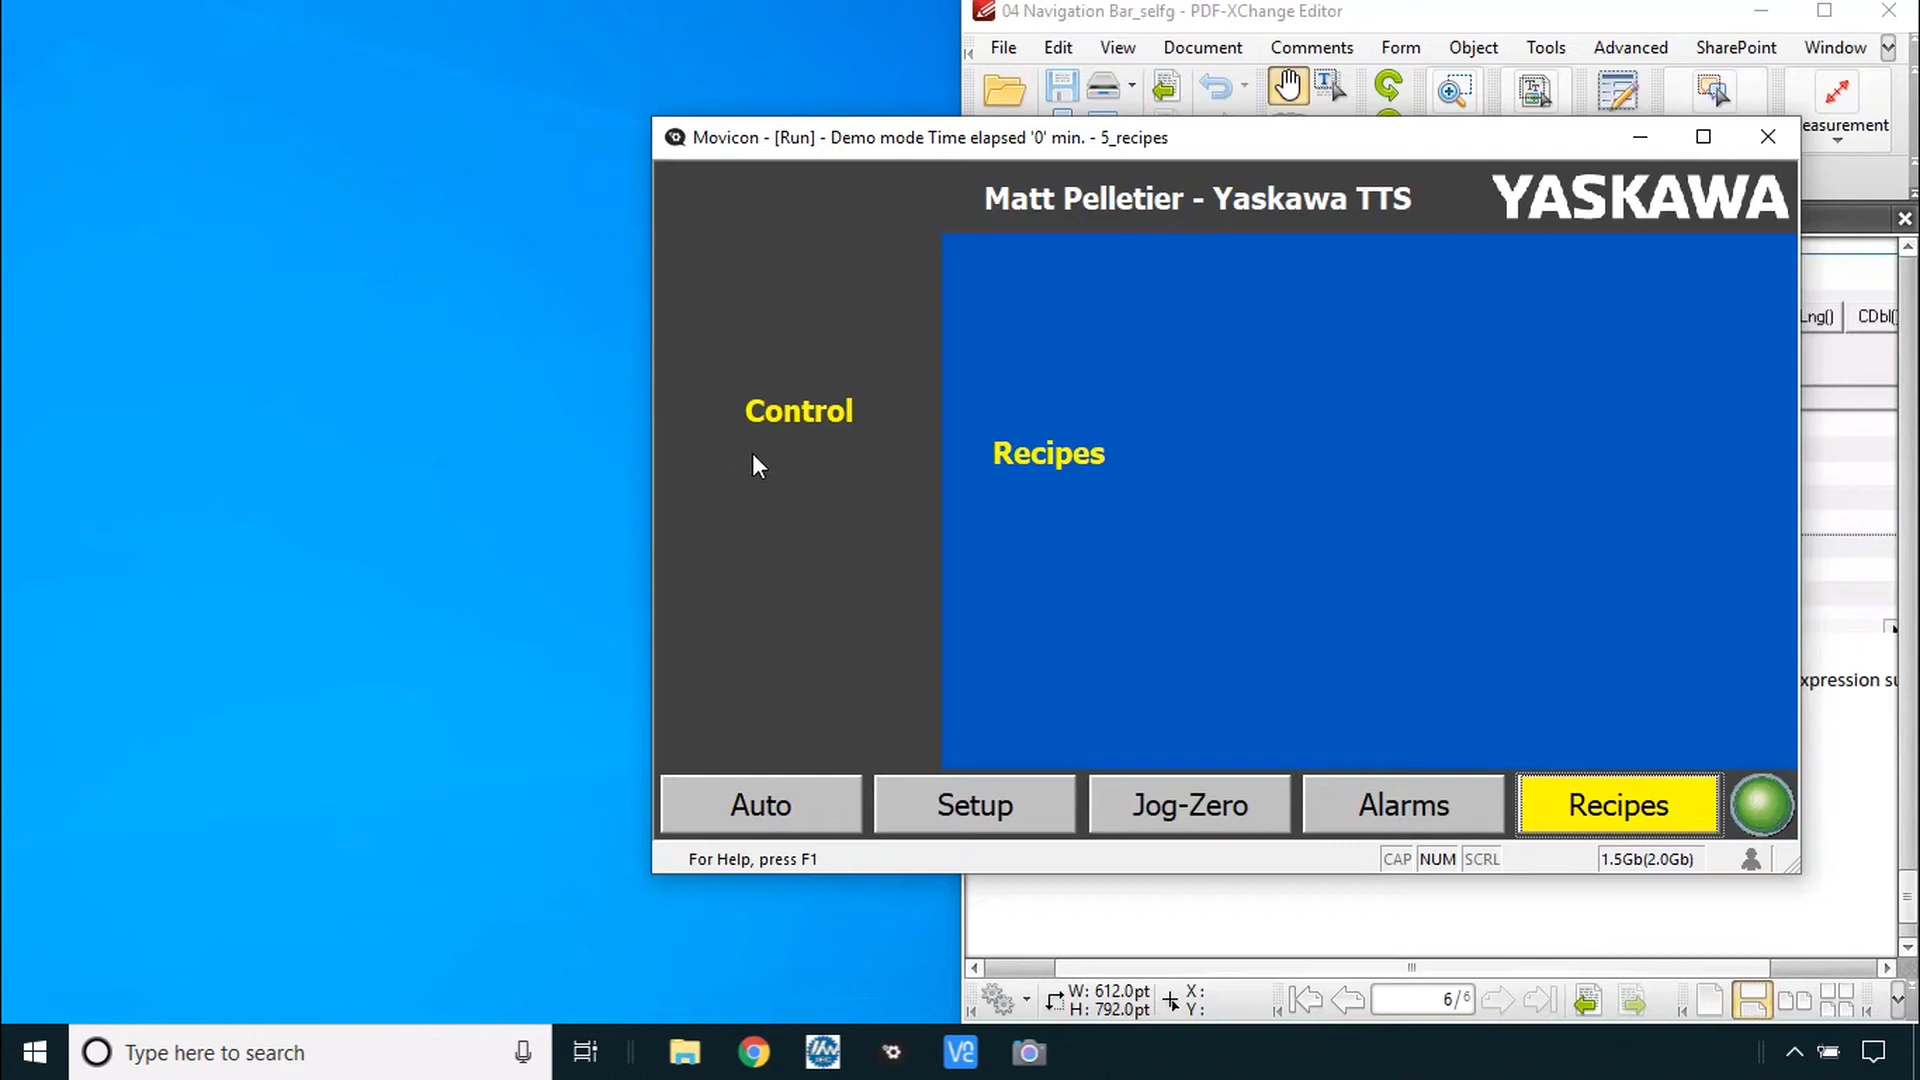 04 Navigation Bar_selfg - PDF-XChange Editor
File Edit View Document Comments Form Object Tools Advanced SharePoint Window
easurement
Movicon - [Run] - Demo mode Time elapsed '0' min. - 5_recipes
Matt Pelletier - Yaskawa TTS
YASKAWA
Lng() CDbl(
Control
Recipes
xpression su
Auto Setup Jog-Zero Alarms Recipes
For Help, press F1
CAP NUM SCRL 1.5Gb(2.0Gb)
W: 612.0pt X:
H: 792.0pt Y:
6/6
Type here to search